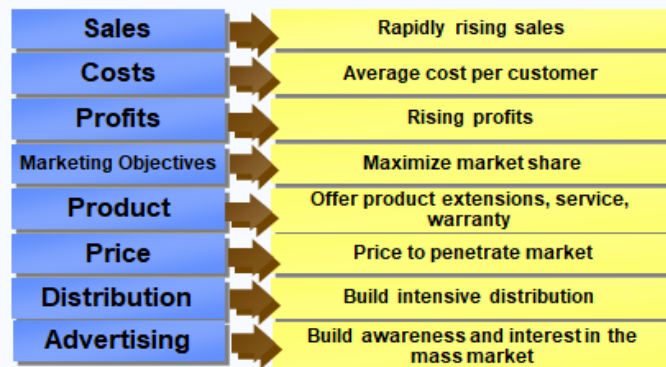 Sales
Rapidly rising sales
Costs
Average cost per customer
Profits
Rising profits
Marketing Objectives
Maximize market share
Product
Offer product extensions, service,
warranty
Price
Price to penetrate market
Distribution
Build intensive distribution
Advertising
Build awareness and interest in the
mass market